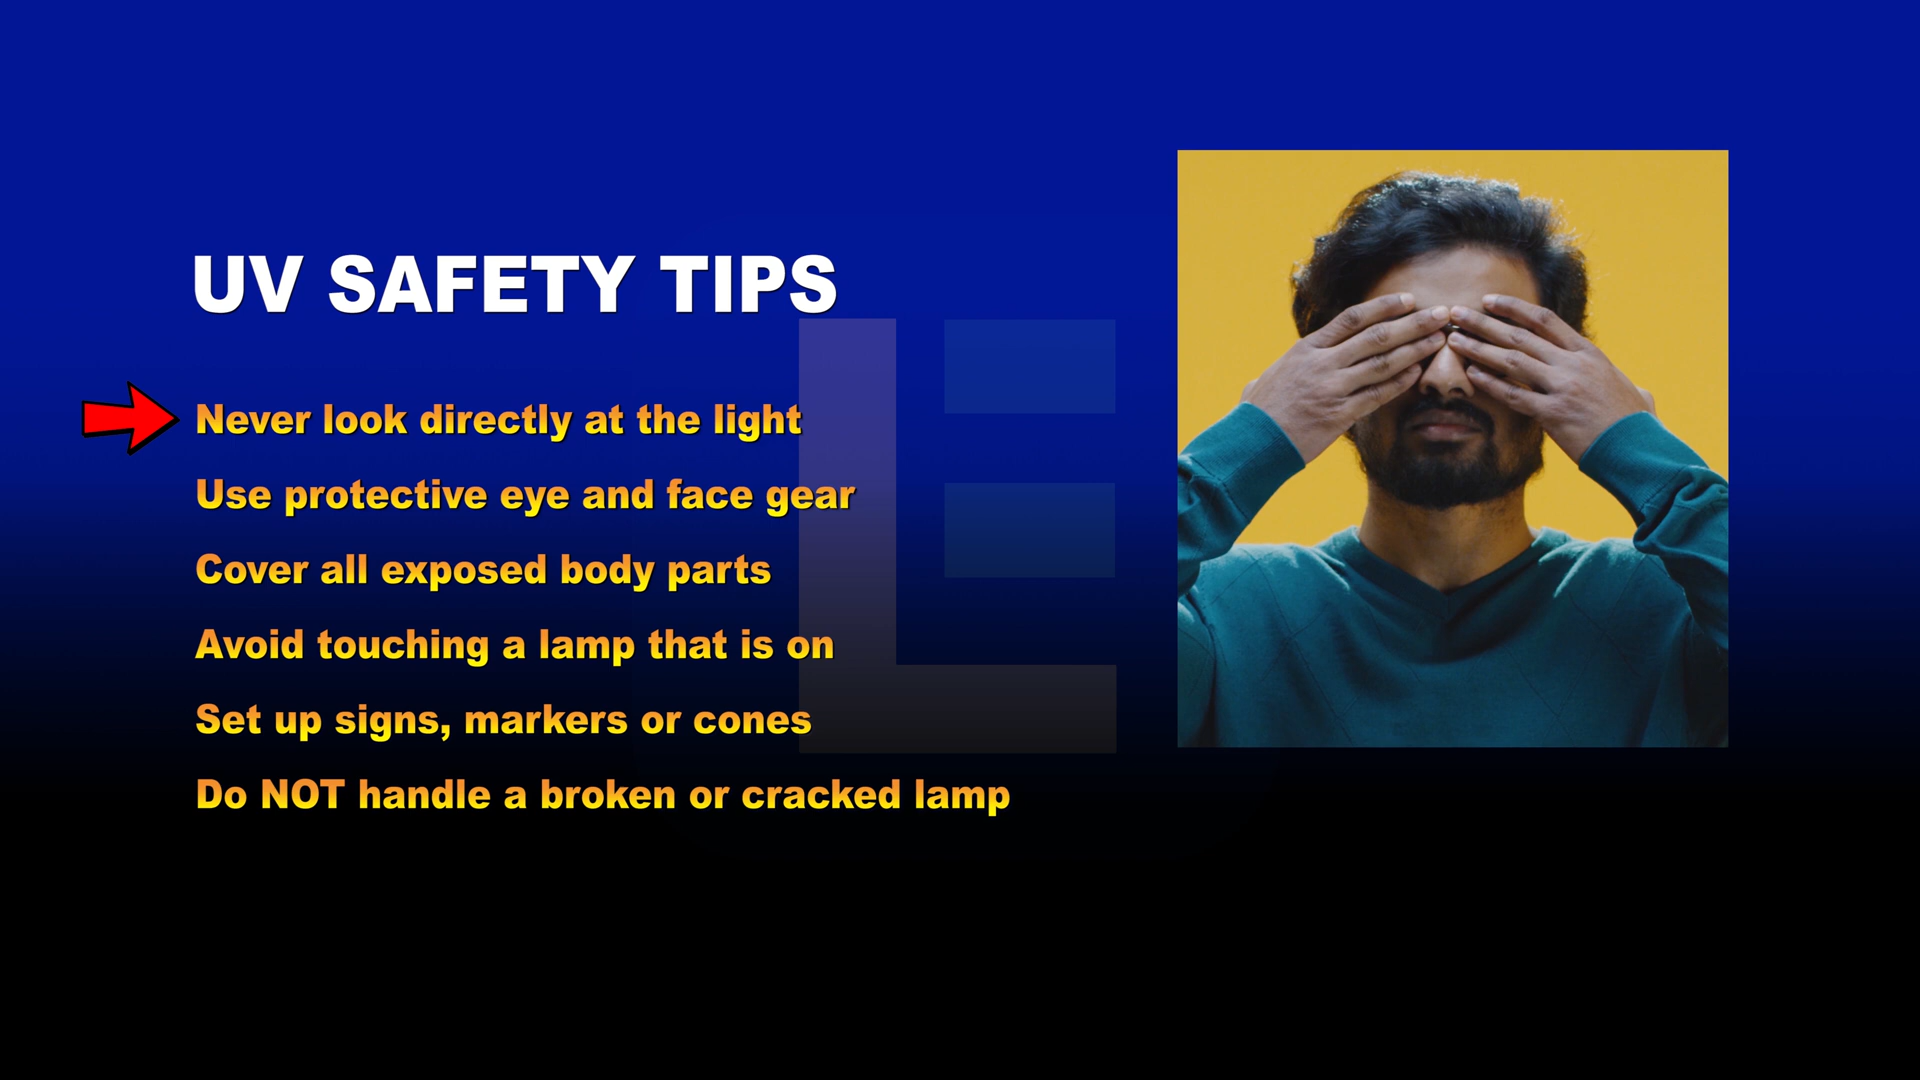 UV SAFETY TIPS
Never look directly at the light
Use protective eye and face gear
Cover all exposed body parts
Avoid touching a lamp that is on
Set up signs, markers or cones
Do NOT handle a broken or cracked lamp